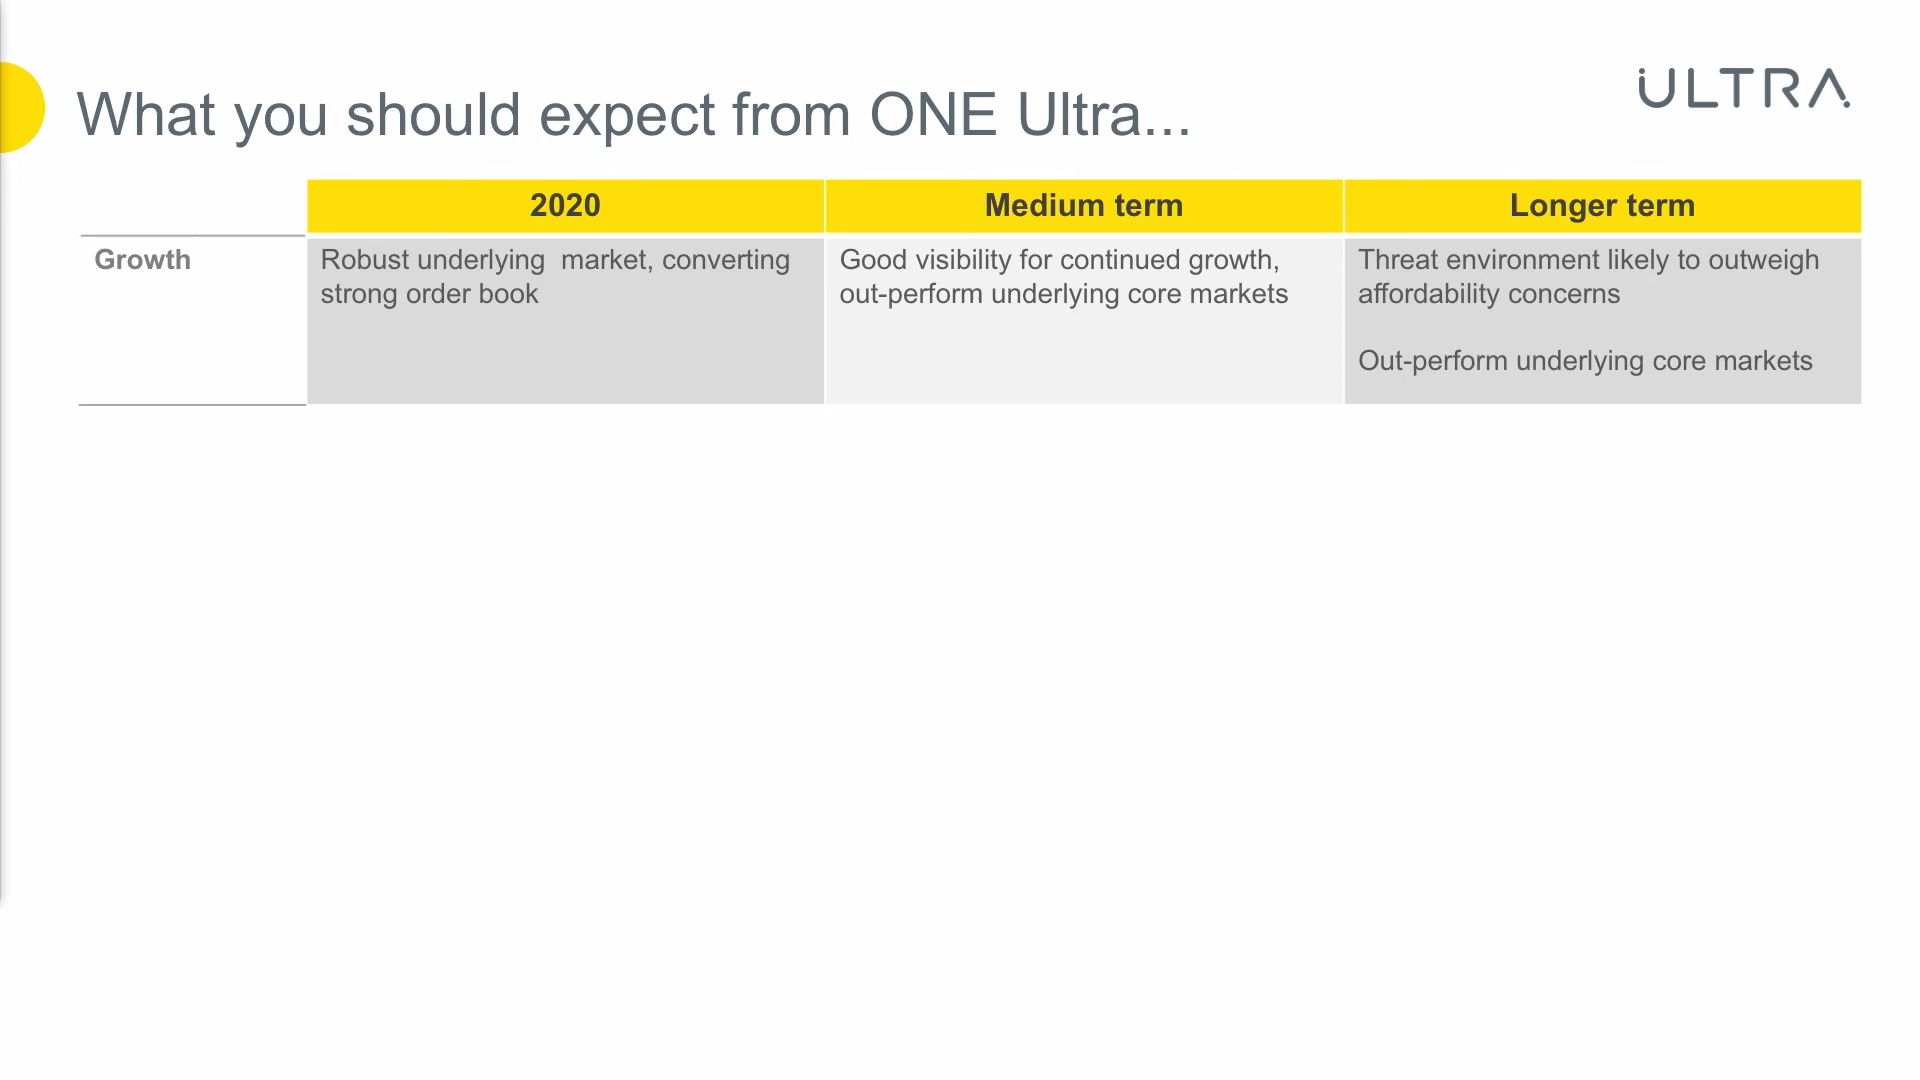 What you should expect from ONE Ultra...
ULTRA
2020
Medium term
Longer term
Growth
Robust underlying  market, converting
strong order book
Good visibility for continued growth,
out-perform underlying core markets
Threat environment likely to outweigh
affordability concerns
Out-perform underlying core markets